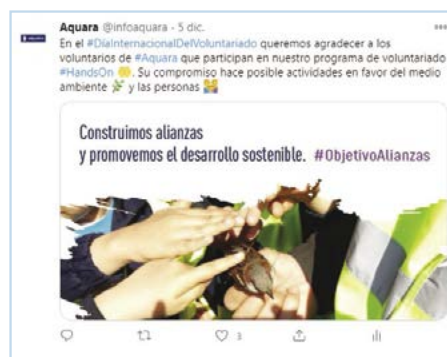 Aquara @infoaquara · 5 dic.
En el #DíaInternacionalDelVoluntariado queremos agradecer a los
voluntarios de #Aquara que participan en nuestro programa de voluntariado
#HandsOn 👏. Su compromiso hace posible actividades en favor del medio
ambiente 🌿 y las personas 👫
Construimos alianzas
y promovemos el desarrollo sostenible. #ObjetivoAlianzas
3